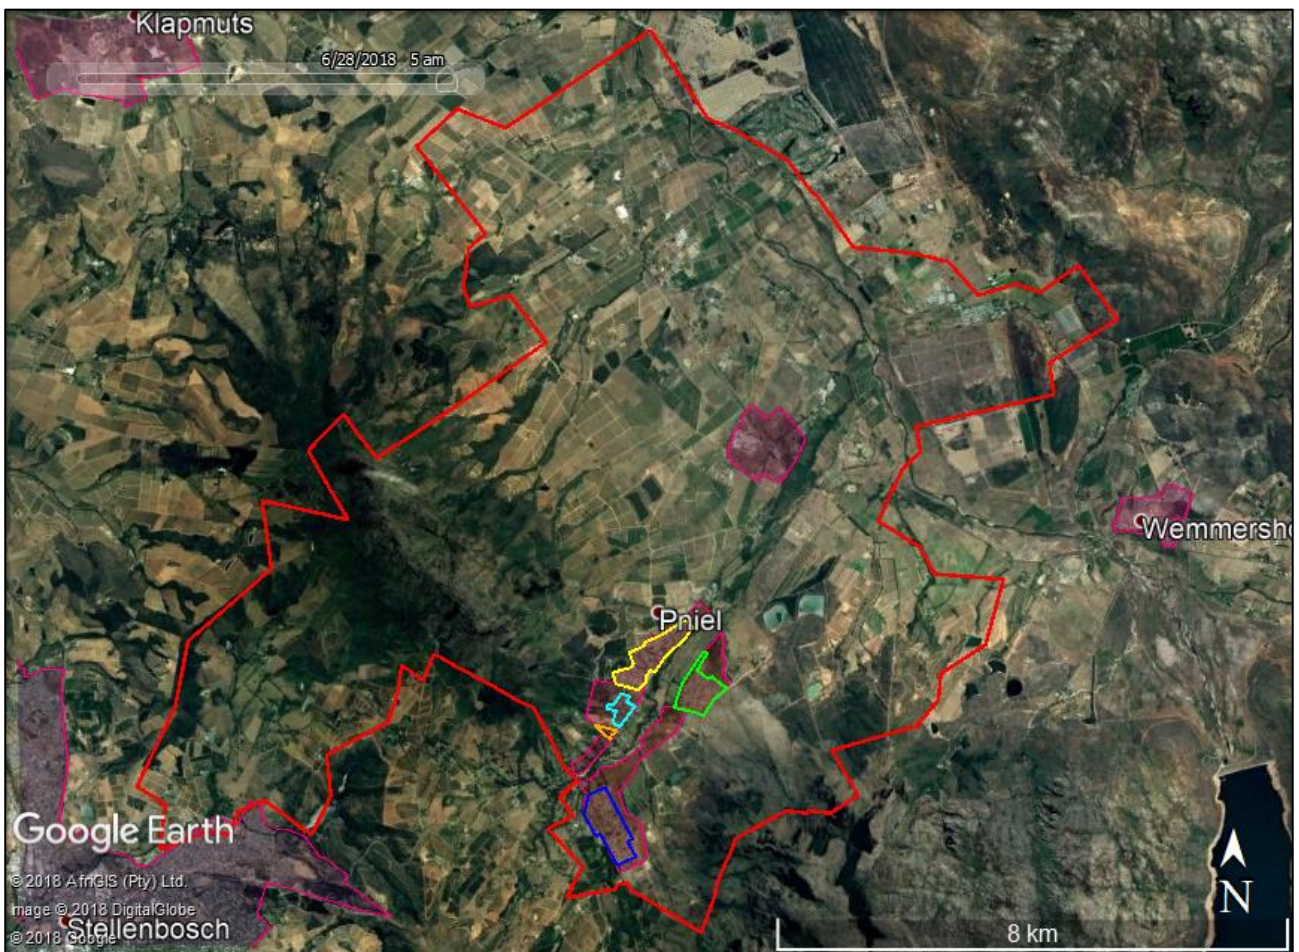 Klapmuts
6/28/2018 5 am
Wemmersho
Pniel
Google Earth
© 2018 AfriGIS (Pty) Ltd.
Image © 2018 DigitalGlobe
© 2018 Google
Stellenbosch
N
8 km